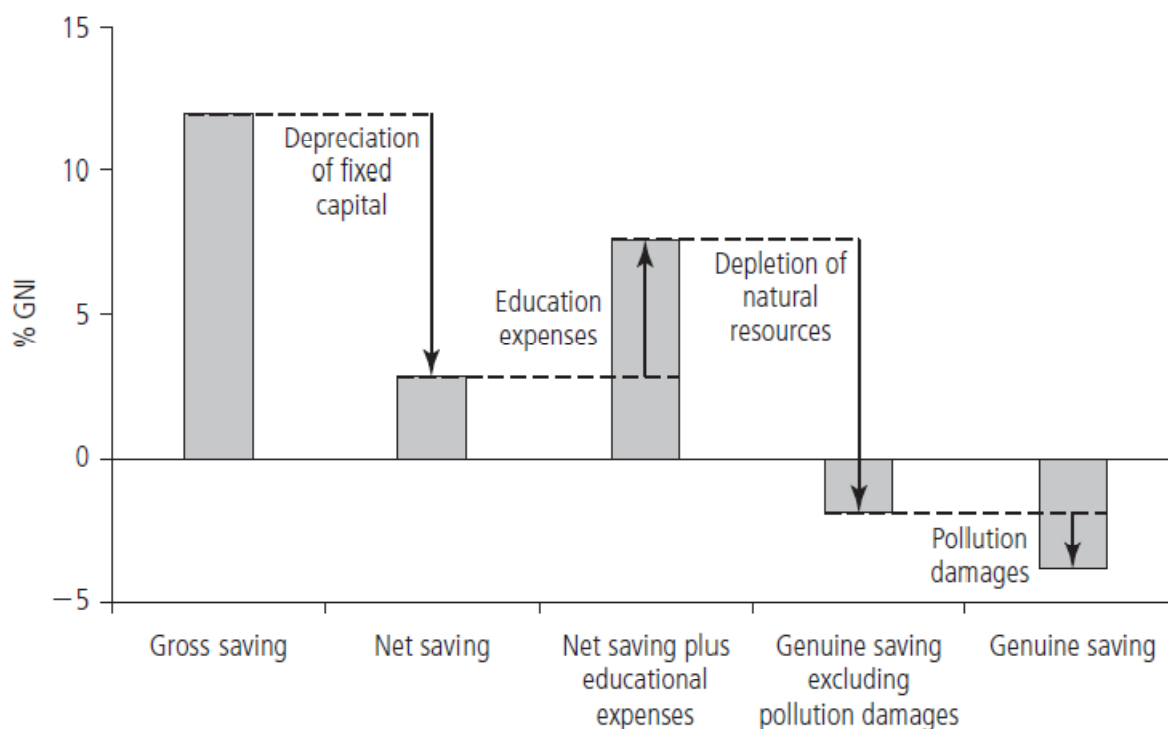 15
10
5
0
−5
% GNI
Depreciation
of fixed
capital
Education
expenses
Depletion of
natural
resources
Pollution
damages
Gross saving
Net saving
Net saving plus
educational
expenses
Genuine saving
excluding
pollution damages
Genuine saving